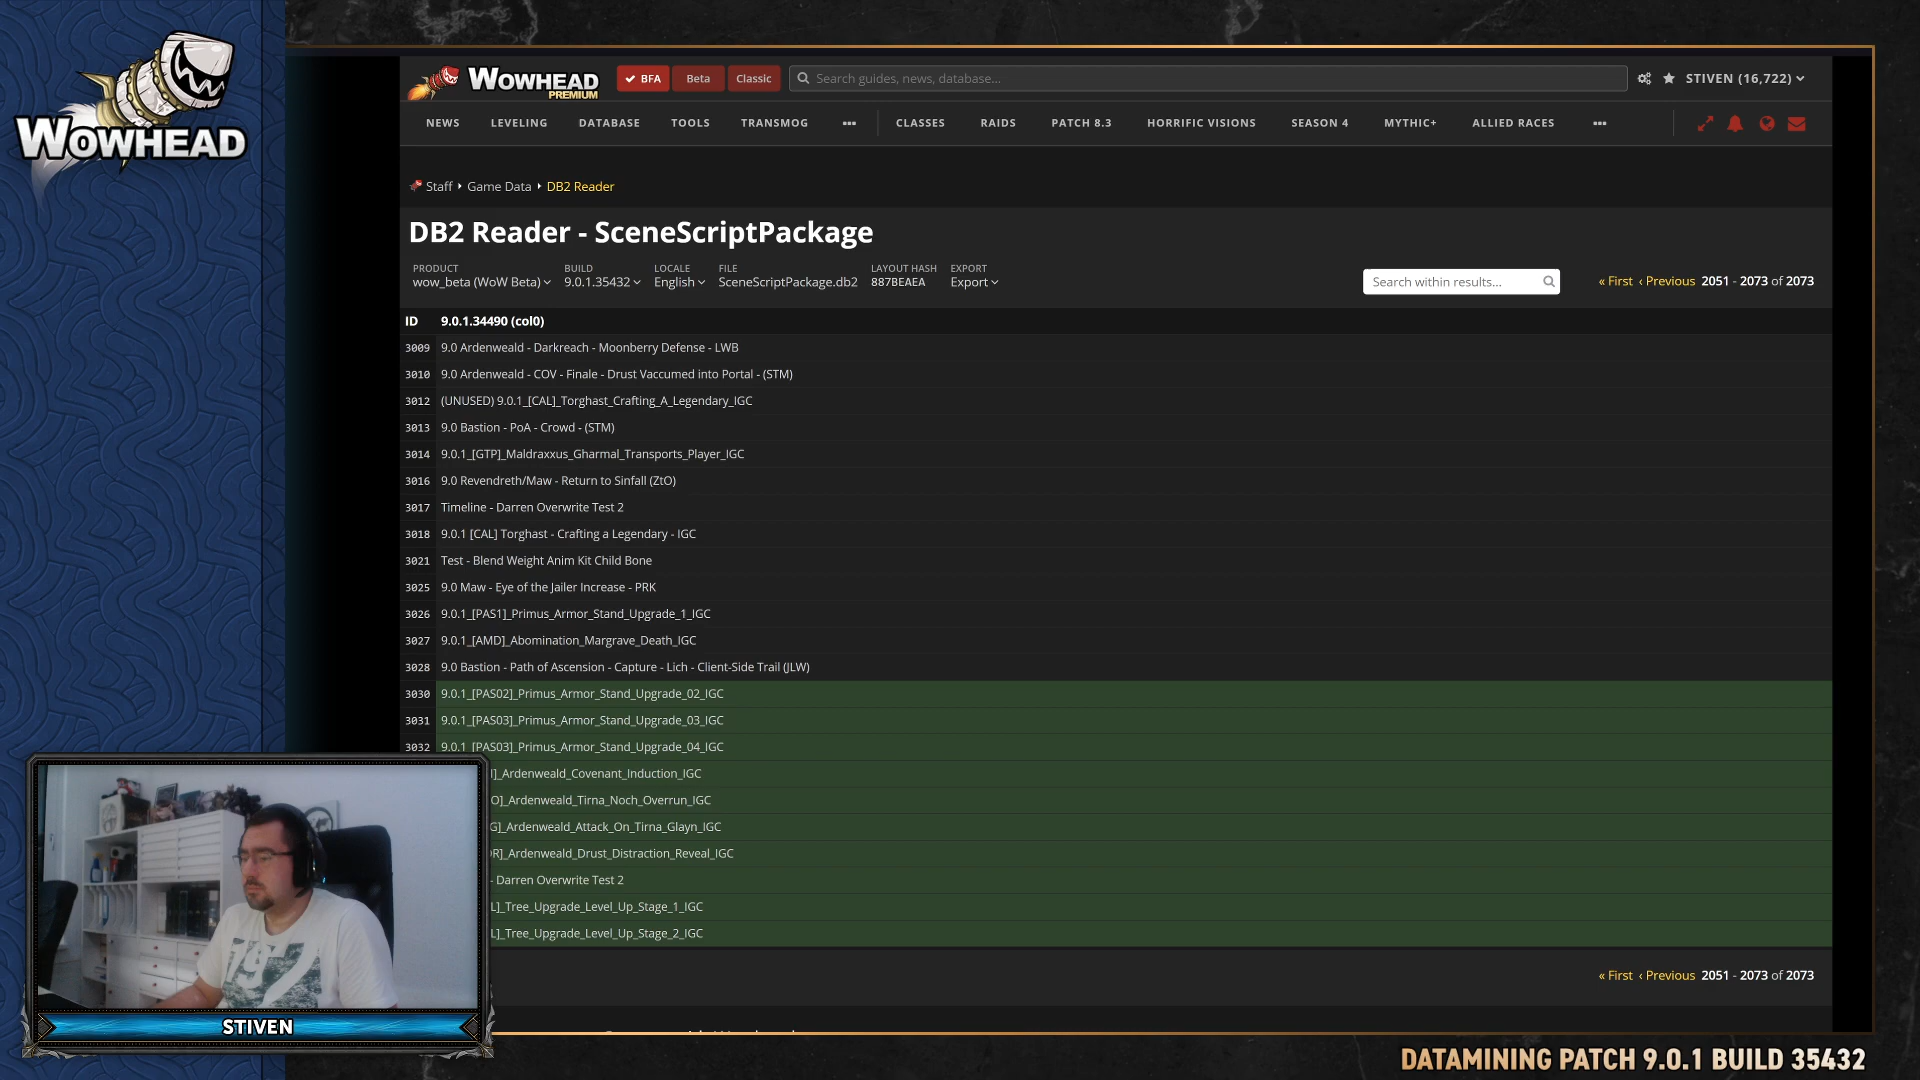 WOWHEAD
WOWHEAD
PREMIUM
BFA
Beta
Classic
Search guides, news, database...
STIVEN (16,722)
NEWS
LEVELING
DATABASE
TOOLS
TRANSMOG
CLASSES
RAIDS
PATCH 8.3
HORRIFIC VISIONS
SEASON 4
MYTHIC+
ALLIED RACES
Staff Game Data DB2 Reader
DB2 Reader - SceneScriptPackage
PRODUCT
wow_beta (WoW Beta)
BUILD
9.0.1.35432
LOCALE
English
FILE
SceneScriptPackage.db2
LAYOUT HASH
887BEAEA
EXPORT
Export
Search within results...
« First ‹ Previous 2051 - 2073 of 2073
ID 9.0.1.34490 (col0)
3009 9.0 Ardenweald - Darkreach - Moonberry Defense - LWB
3010 9.0 Ardenweald - COV - Finale - Drust Vaccumed into Portal - (STM)
3012 (UNUSED) 9.0.1_[CAL]_Torghast_Crafting_A_Legendary_IGC
3013 9.0 Bastion - PoA - Crowd - (STM)
3014 9.0.1_[GTP]_Maldraxxus_Gharmal_Transports_Player_IGC
3016 9.0 Revendreth/Maw - Return to Sinfall (ZtO)
3017 Timeline - Darren Overwrite Test 2
3018 9.0.1 [CAL] Torghast - Crafting a Legendary - IGC
3021 Test - Blend Weight Anim Kit Child Bone
3025 9.0 Maw - Eye of the Jailer Increase - PRK
3026 9.0.1_[PAS1]_Primus_Armor_Stand_Upgrade_1_IGC
3027 9.0.1_[AMD]_Abomination_Margrave_Death_IGC
3028 9.0 Bastion - Path of Ascension - Capture - Lich - Client-Side Trail (JLW)
3030 9.0.1_[PAS02]_Primus_Armor_Stand_Upgrade_02_IGC
3031 9.0.1_[PAS03]_Primus_Armor_Stand_Upgrade_03_IGC
3032 9.0.1_[PAS03]_Primus_Armor_Stand_Upgrade_04_IGC
]_Ardenweald_Covenant_Induction_IGC
O]_Ardenweald_Tirna_Noch_Overrun_IGC
G]_Ardenweald_Attack_On_Tirna_Glayn_IGC
R]_Ardenweald_Drust_Distraction_Reveal_IGC
- Darren Overwrite Test 2
L]_Tree_Upgrade_Level_Up_Stage_1_IGC
L]_Tree_Upgrade_Level_Up_Stage_2_IGC
« First ‹ Previous 2051 - 2073 of 2073
STIVEN
DATAMINING PATCH 9.0.1 BUILD 35432